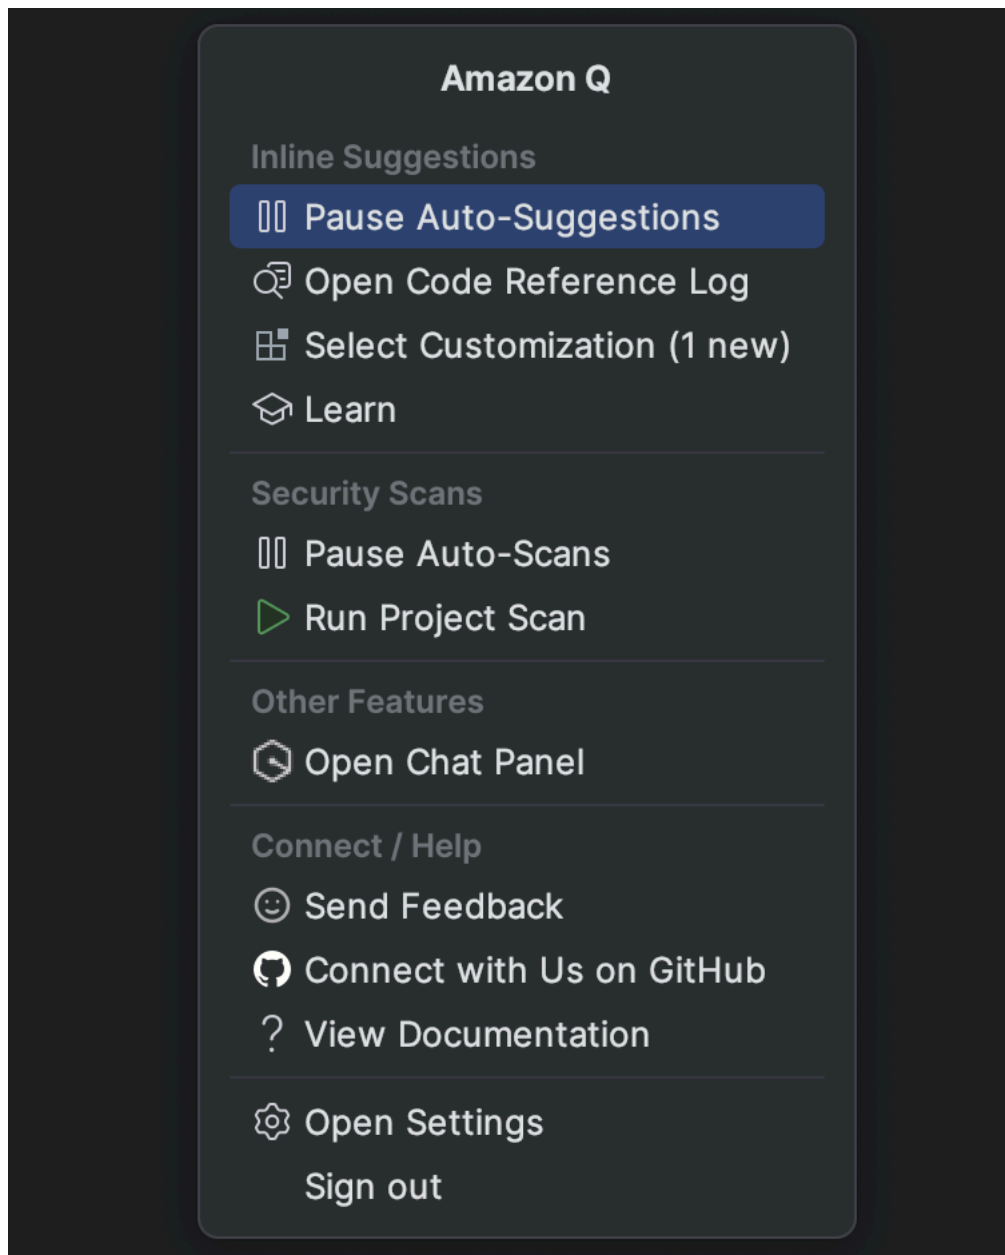 Amazon Q
Inline Suggestions
Pause Auto-Suggestions
Open Code Reference Log
Select Customization (1 new)
Learn
Security Scans
Pause Auto-Scans
Run Project Scan
Other Features
Open Chat Panel
Connect / Help
Send Feedback
Connect with Us on GitHub
View Documentation
Open Settings
Sign out